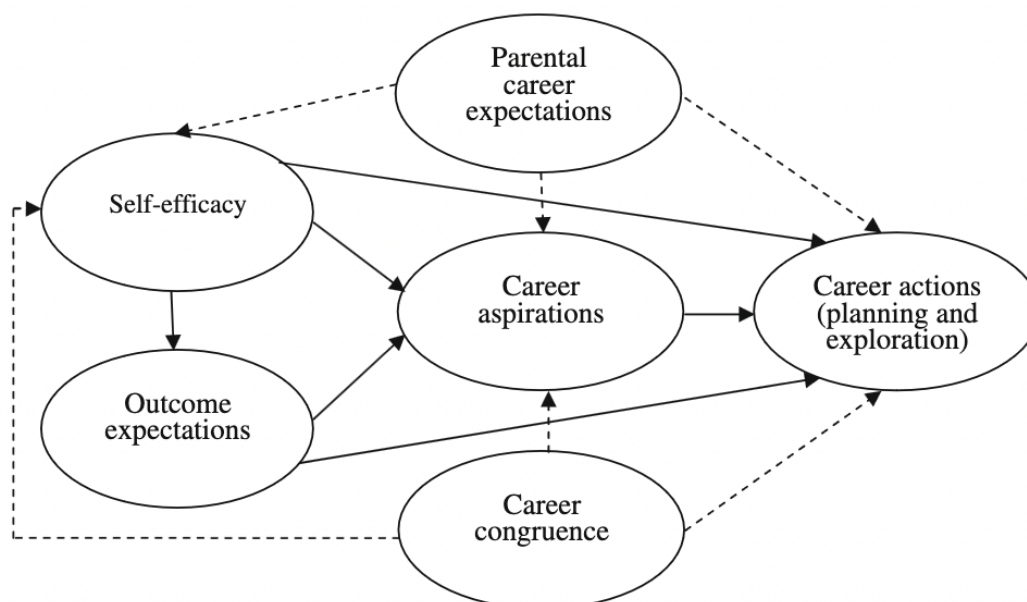 Parental
career
expectations
Self-efficacy
Career
aspirations
Career actions
(planning and
exploration)
Outcome
expectations
Career
congruence